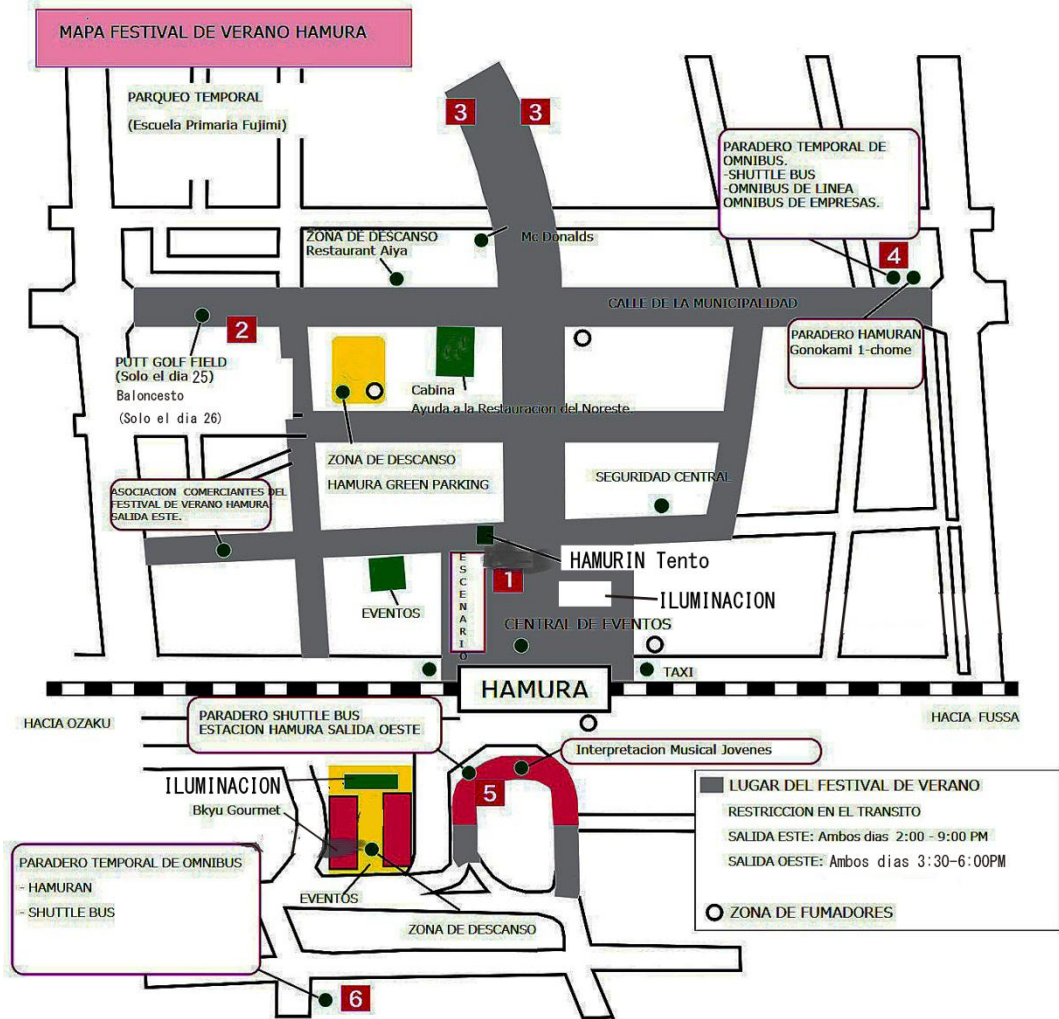 MAPA FESTIVAL DE VERANO HAMURA
PARQUEO TEMPORAL
(Escuela Primaria Fujimi)
3
3
PARADERO TEMPORAL DE
OMNIBUS.
-SHUTTLE BUS
-OMNIBUS DE LINEA
OMNIBUS DE EMPRESAS.
ZONA DE DESCANSO
Restaurant Aiya
Mc Donalds
4
CALLE DE LA MUNICIPALIDAD
2
PARADERO HAMURAN
Gonokami 1-chome
PUTT GOLF FIELD
(Solo el dia 25)
Baloncesto
(Solo el dia 26)
Cabina
Ayuda a la Restauracion del Noreste.
ZONA DE DESCANSO
HAMURA GREEN PARKING
SEGURIDAD CENTRAL
ASOCIACION COMERCIANTES DEL
FESTIVAL DE VERANO HAMURA
SALIDA ESTE.
HAMURIN Tento
1
ESCENARIO
ILUMINACION
EVENTOS
CENTRAL DE EVENTOS
TAXI
HAMURA
HACIA OZAKU
HACIA FUSSA
PARADERO SHUTTLE BUS
ESTACION HAMURA SALIDA OESTE
Interpretacion Musical Jovenes
ILUMINACION
5
Bkyu Gourmet
LUGAR DEL FESTIVAL DE VERANO
RESTRICCION EN EL TRANSITO
SALIDA ESTE: Ambos dias 2:00 - 9:00 PM
SALIDA OESTE: Ambos dias 3:30-6:00PM
ZONA DE FUMADORES
PARADERO TEMPORAL DE OMNIBUS
- HAMURAN
- SHUTTLE BUS
EVENTOS
ZONA DE DESCANSO
6